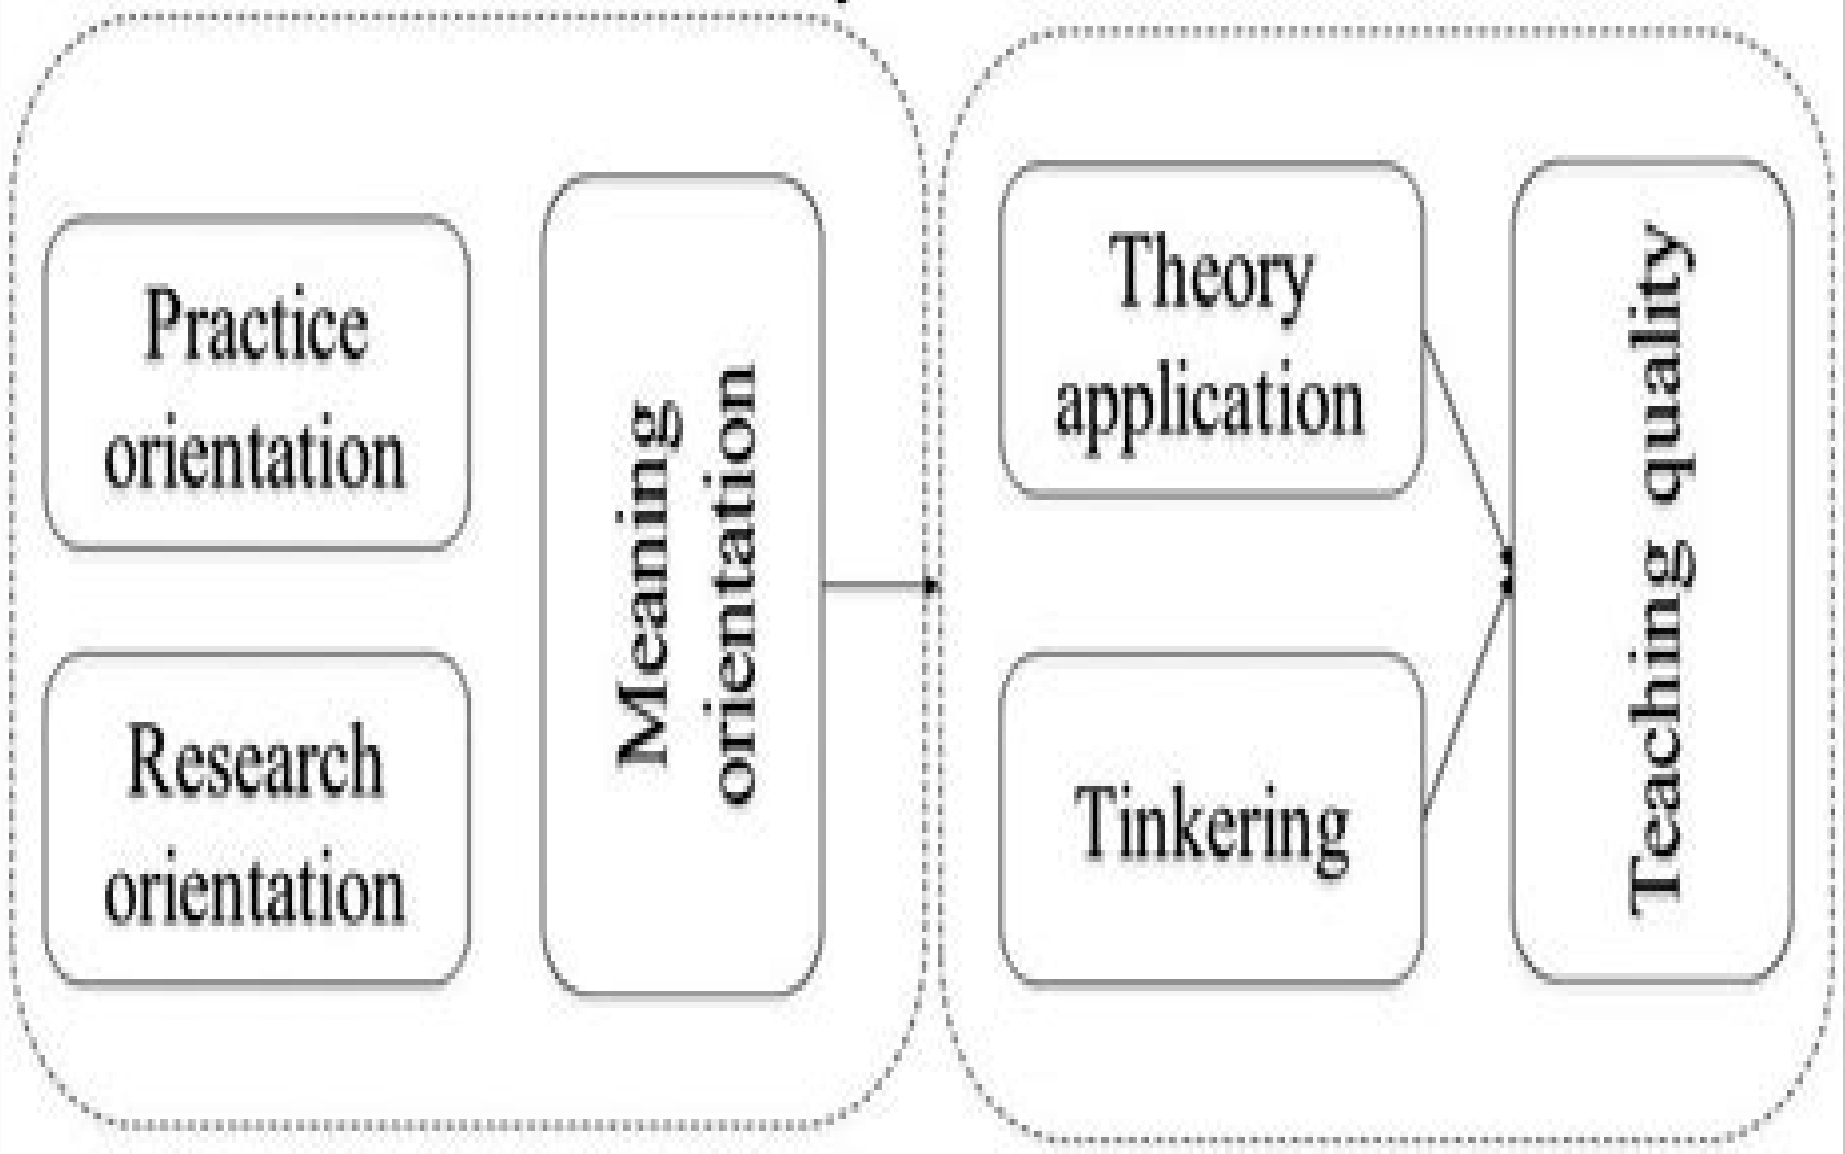 Practice
orientation
Research
orientation
Meaning
orientation
Theory
application
Tinkering
Teaching quality